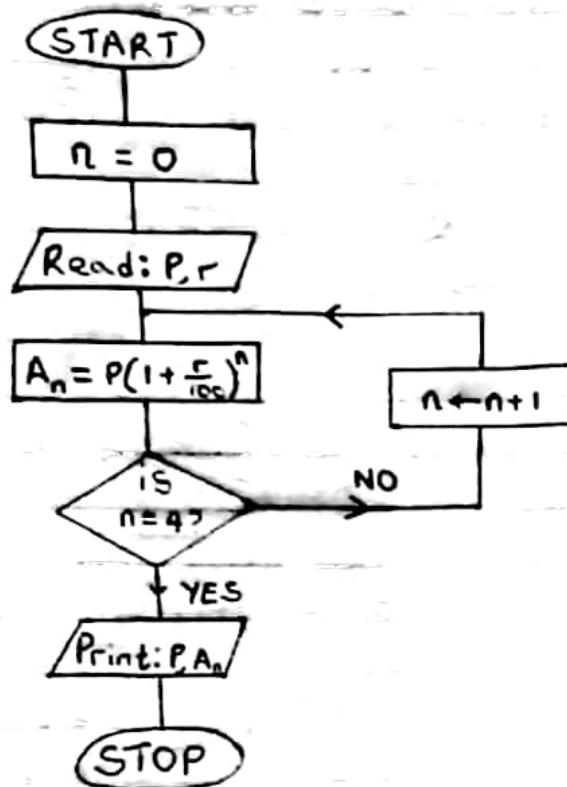 START
n = 0
Read: P, r
Aₙ = P(1 + r/100)ⁿ
n ← n+1
is
n = 4?
NO
YES
Print: P, Aₙ
STOP